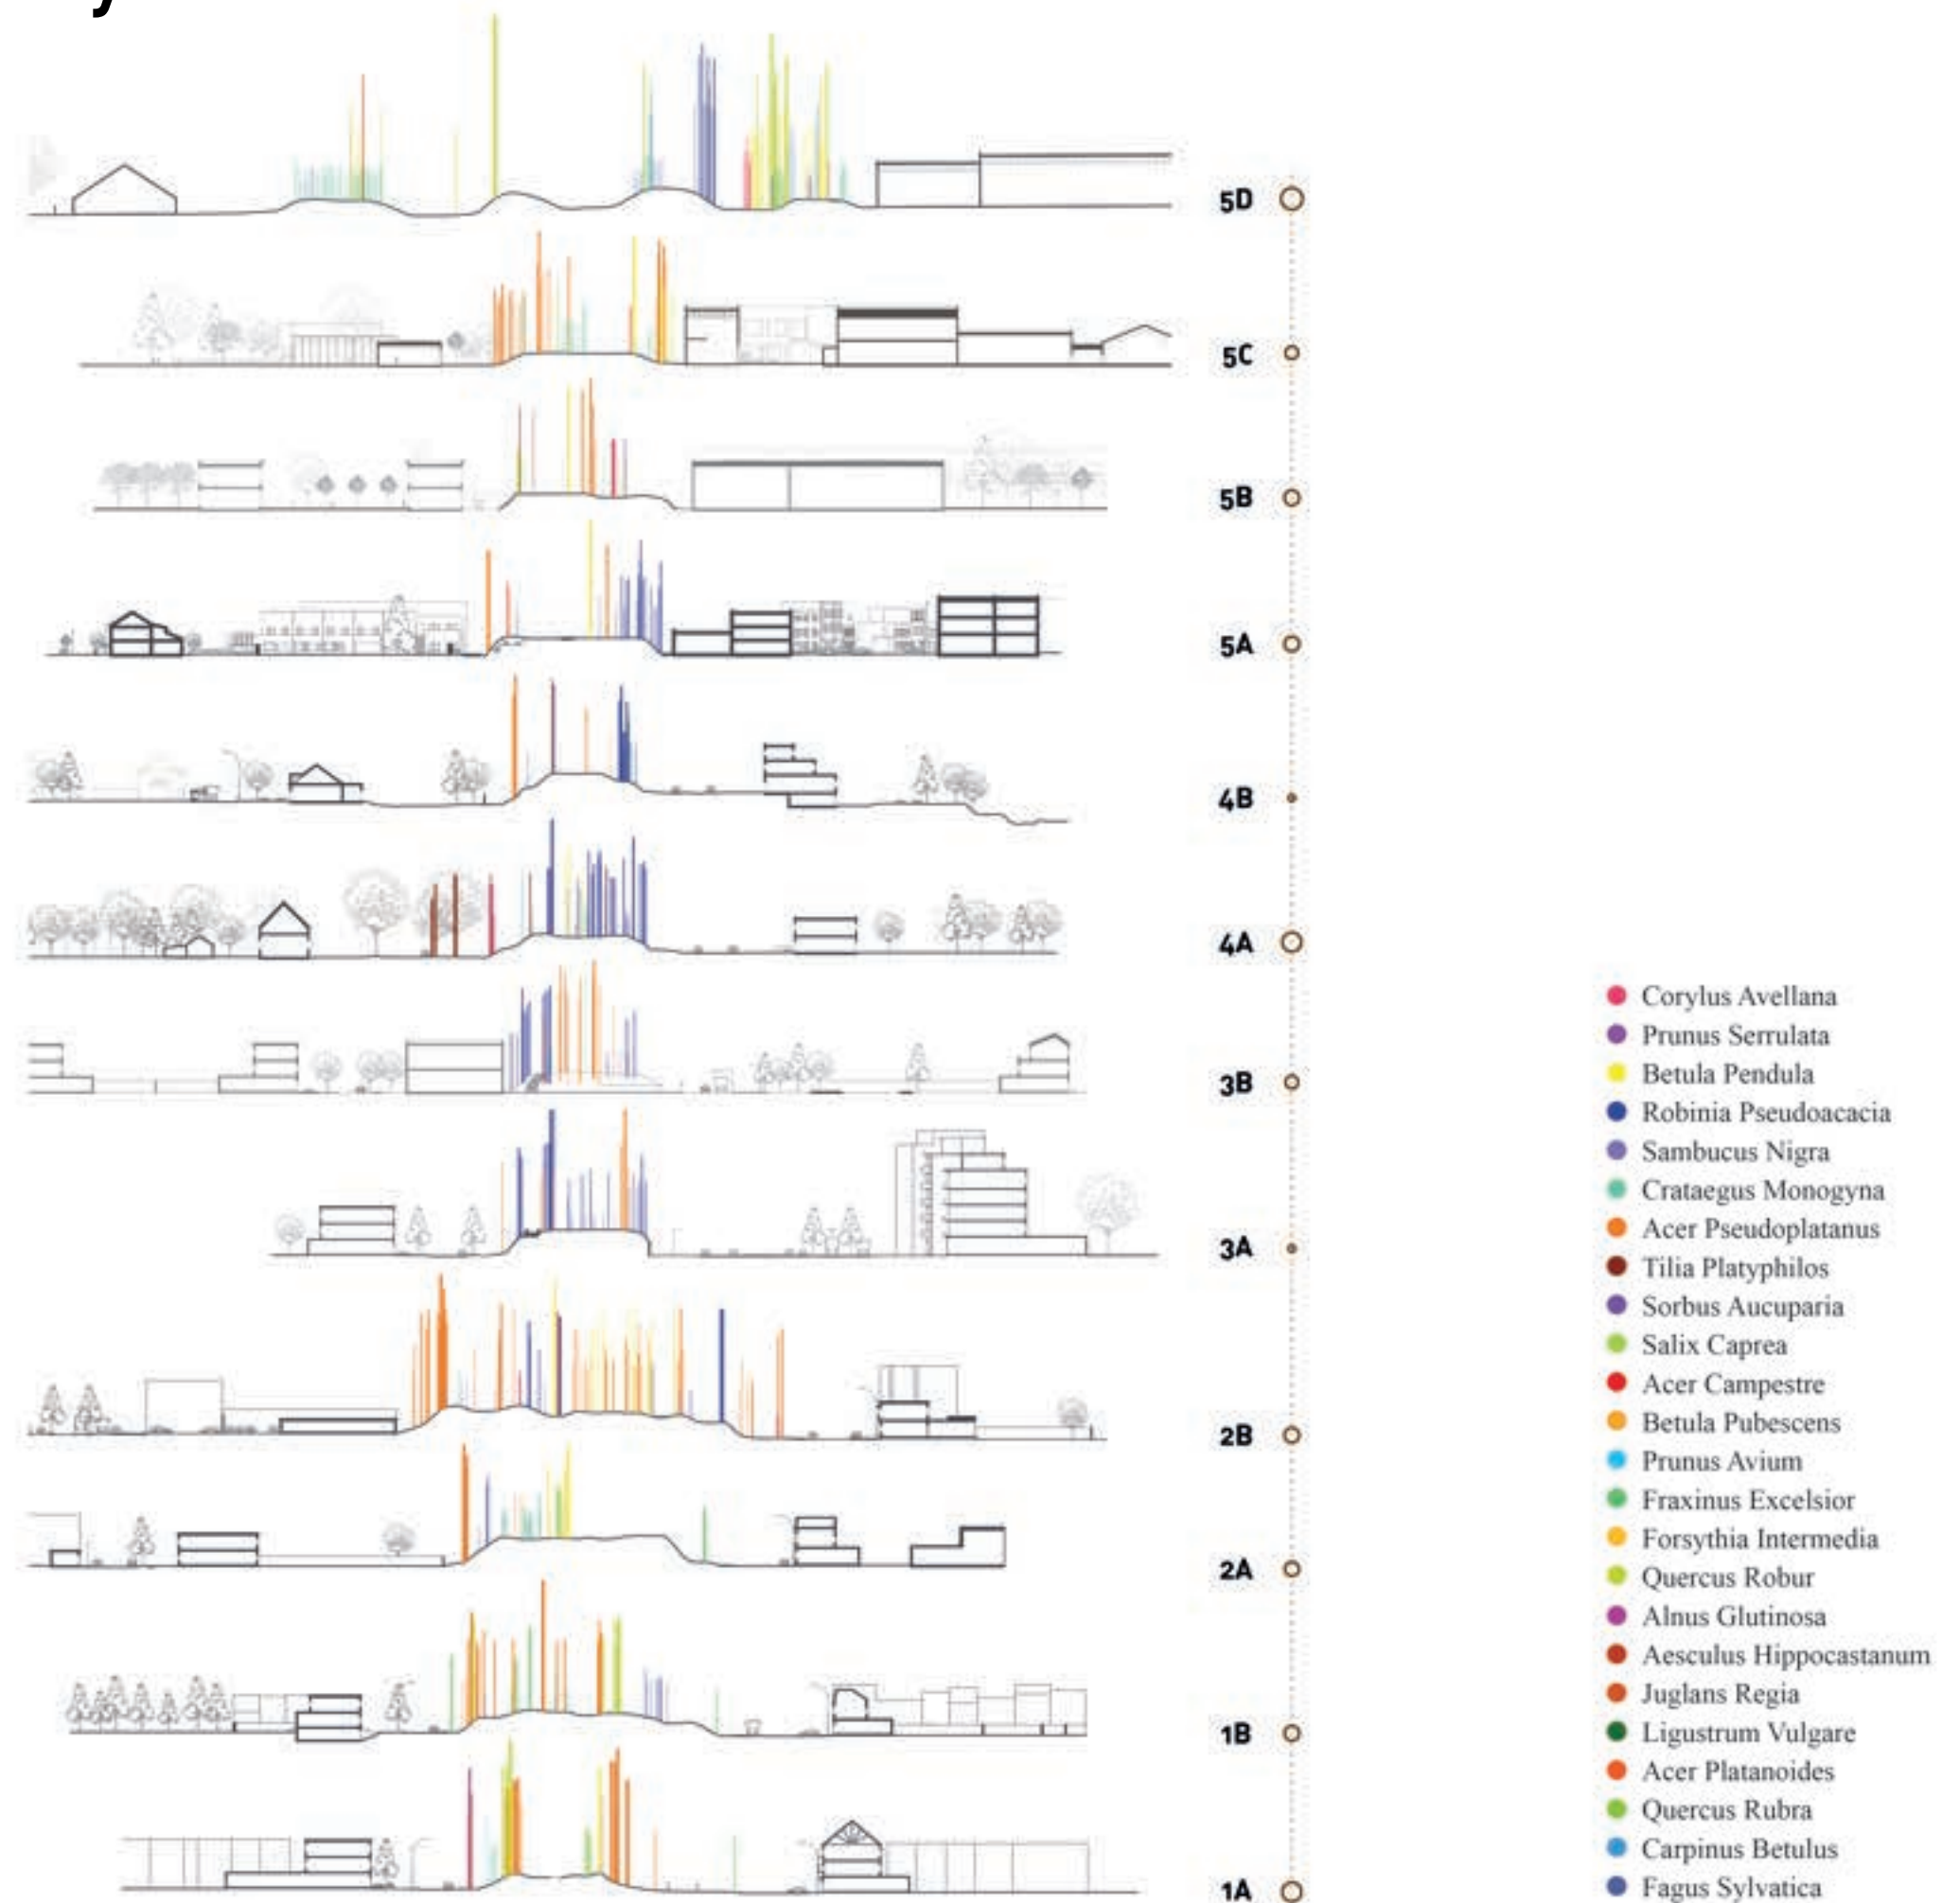 5D
5C
5B
5A
4B
4A
3B
3A
2B
2A
1B
1A
Corylus Avellana
Prunus Serrulata
Betula Pendula
Robinia Pseudoacacia
Sambucus Nigra
Crataegus Monogyna
Acer Pseudoplatanus
Tilia Platyphilos
Sorbus Aucuparia
Salix Caprea
Acer Campestre
Betula Pubescens
Prunus Avium
Fraxinus Excelsior
Forsythia Intermedia
Quercus Robur
Alnus Glutinosa
Aesculus Hippocastanum
Juglans Regia
Ligustrum Vulgare
Acer Platanoides
Quercus Rubra
Carpinus Betulus
Fagus Sylvatica